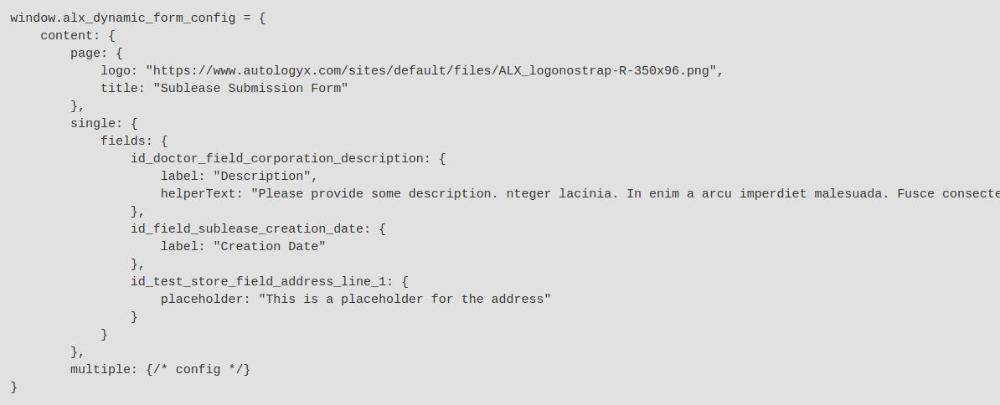 window.alx_dynamic_form_config = {
    content: {
        page: {
            logo: "https://www.autologyx.com/sites/default/files/ALX_logonostrap-R-350x96.png",
            title: "Sublease Submission Form"
        },
        single: {
            fields: {
                id_doctor_field_corporation_description: {
                    label: "Description",
                    helperText: "Please provide some description. nteger lacinia. In enim a arcu imperdiet malesuada. Fusce consecte
                },
                id_field_sublease_creation_date: {
                    label: "Creation Date"
                },
                id_test_store_field_address_line_1: {
                    placeholder: "This is a placeholder for the address"
                }
            }
        },
        multiple: {/* config */}
}